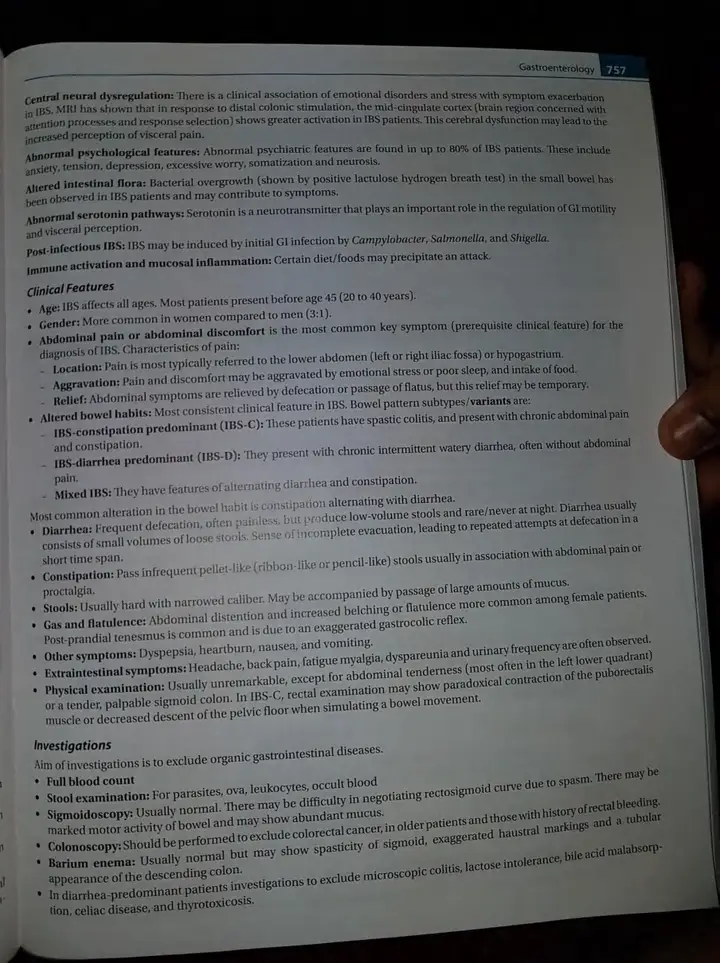 Gastroenterology 757
Central neural dysregulation: There is a clinical association of emotional disorders and stress with symptom exacerbation
in IBS. MRI has shown that in response to distal colonic stimulation, the mid-cingulate cortex (brain region concerned with
attention processes and response selection) shows greater activation in IBS patients. This cerebral dysfunction may lead to the
increased perception of visceral pain.
Abnormal psychological features: Abnormal psychiatric features are found in up to 80% of IBS patients. These include
anxiety, tension, depression, excessive worry, somatization and neurosis.
Altered intestinal flora: Bacterial overgrowth (shown by positive lactulose hydrogen breath test) in the small bowel has
been observed in IBS patients and may contribute to symptoms.
Abnormal serotonin pathways: Serotonin is a neurotransmitter that plays an important role in the regulation of GI motility
and visceral perception.
Post-infectious IBS: IBS may be induced by initial GI infection by Campylobacter, Salmonella, and Shigella.
Immune activation and mucosal inflammation: Certain diet/foods may precipitate an attack.
Clinical Features
• Age: IBS affects all ages. Most patients present before age 45 (20 to 40 years).
• Gender: More common in women compared to men (3:1).
• Abdominal pain or abdominal discomfort is the most common key symptom (prerequisite clinical feature) for the
diagnosis of IBS. Characteristics of pain:
– Location: Pain is most typically referred to the lower abdomen (left or right iliac fossa) or hypogastrium.
– Aggravation: Pain and discomfort may be aggravated by emotional stress or poor sleep, and intake of food.
– Relief: Abdominal symptoms are relieved by defecation or passage of flatus, but this relief may be temporary.
• Altered bowel habits: Most consistent clinical feature in IBS. Bowel pattern subtypes/variants are:
– IBS-constipation predominant (IBS-C): These patients have spastic colitis, and present with chronic abdominal pain
and constipation.
– IBS-diarrhea predominant (IBS-D): They present with chronic intermittent watery diarrhea, often without abdominal
pain.
– Mixed IBS: They have features of alternating diarrhea and constipation.
Most common alteration in the bowel habit is constipation alternating with diarrhea.
• Diarrhea: Frequent defecation, often painless, but produce low-volume stools and rare/never at night. Diarrhea usually
consists of small volumes of loose stools. Sense of incomplete evacuation, leading to repeated attempts at defecation in a
short time span.
• Constipation: Pass infrequent pellet-like (ribbon-like or pencil-like) stools usually in association with abdominal pain or
proctalgia.
• Stools: Usually hard with narrowed caliber. May be accompanied by passage of large amounts of mucus.
• Gas and flatulence: Abdominal distention and increased belching or flatulence more common among female patients.
Post-prandial tenesmus is common and is due to an exaggerated gastrocolic reflex.
• Other symptoms: Dyspepsia, heartburn, nausea, and vomiting.
• Extraintestinal symptoms: Headache, back pain, fatigue myalgia, dyspareunia and urinary frequency are often observed.
• Physical examination: Usually unremarkable, except for abdominal tenderness (most often in the left lower quadrant)
or a tender, palpable sigmoid colon. In IBS-C, rectal examination may show paradoxical contraction of the puborectalis
muscle or decreased descent of the pelvic floor when simulating a bowel movement.
Investigations
Aim of investigations is to exclude organic gastrointestinal diseases.
• Full blood count
• Stool examination: For parasites, ova, leukocytes, occult blood
• Sigmoidoscopy: Usually normal. There may be difficulty in negotiating rectosigmoid curve due to spasm. There may be
marked motor activity of bowel and may show abundant mucus.
• Colonoscopy: Should be performed to exclude colorectal cancer, in older patients and those with history of rectal bleeding.
• Barium enema: Usually normal but may show spasticity of sigmoid, exaggerated haustral markings and a tubular
appearance of the descending colon.
• In diarrhea-predominant patients investigations to exclude microscopic colitis, lactose intolerance, bile acid malabsorp-
tion, celiac disease, and thyrotoxicosis.